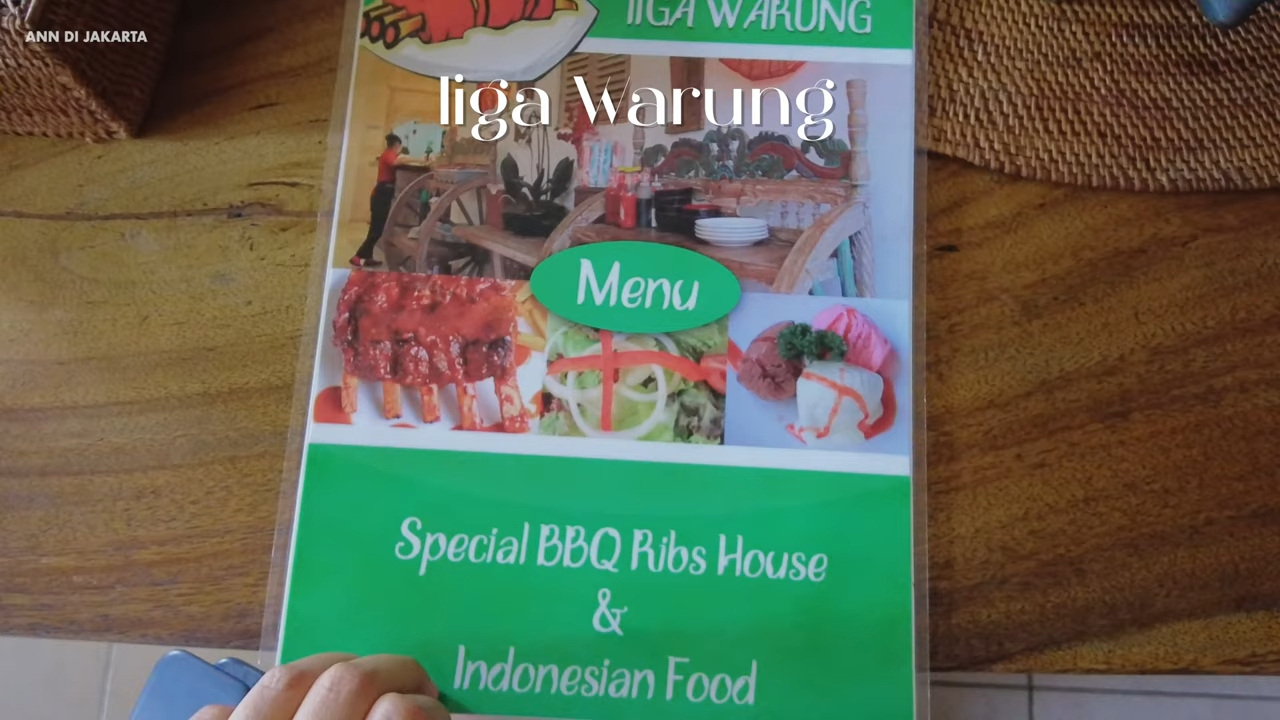 ANN DI JAKARTA
IIGA WARUNG
Iiga Warung
Menu
Special BBQ Ribs House
&
Indonesian Food